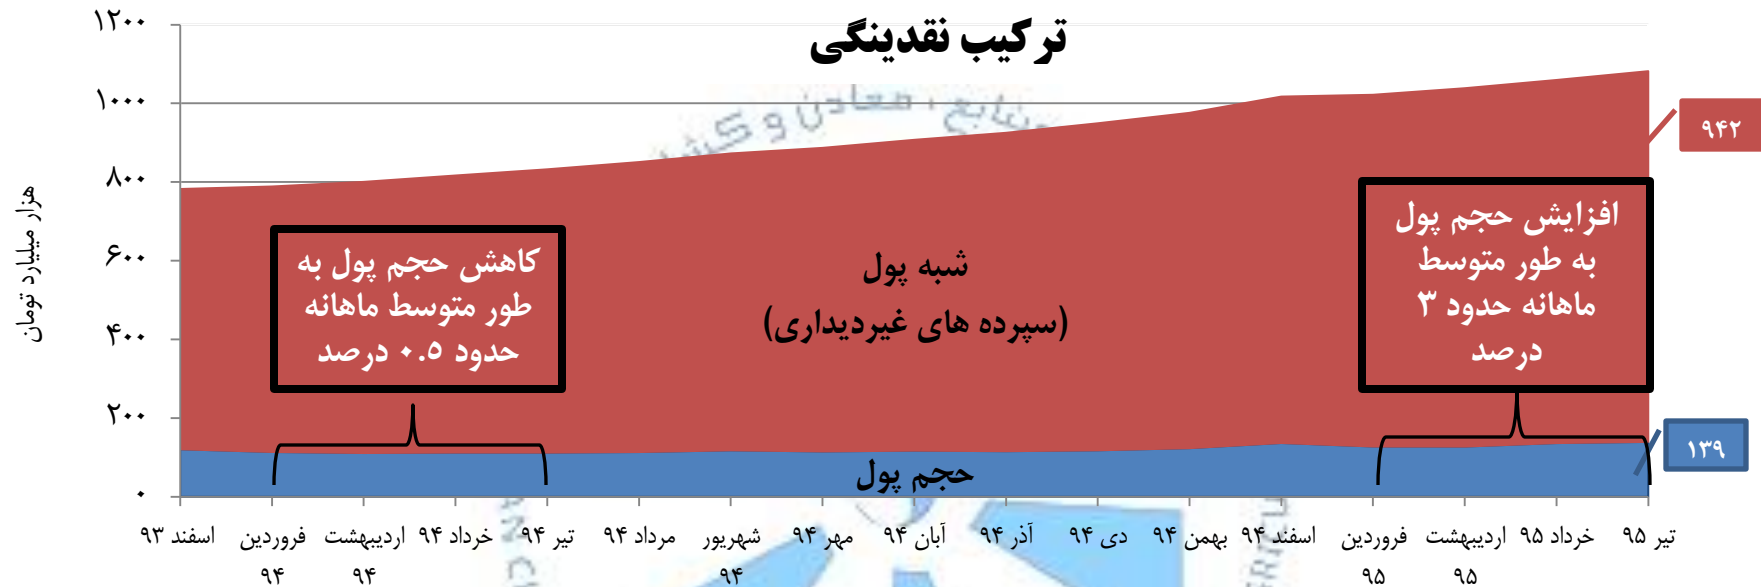 ترکیب نقدینگی
هزار میلیارد تومان
۱۲۰۰
۱۰۰۰
۸۰۰
۶۰۰
۴۰۰
۲۰۰
۰
۹۴۲
۱۳۹
افزایش حجم پول
به طور متوسط
ماهانه حدود ۳
درصد
کاهش حجم پول به
طور متوسط ماهانه
حدود ۰.۵ درصد
شبه پول
(سپرده های غیردیداری)
حجم پول
اسفند ۹۳
فروردین
۹۴
اردیبهشت
۹۴
خرداد ۹۴
تیر ۹۴
مرداد ۹۴
شهریور
۹۴
مهر ۹۴
آبان ۹۴
آذر ۹۴
دی ۹۴
بهمن ۹۴
اسفند ۹۴
فروردین
۹۵
اردیبهشت
۹۵
خرداد ۹۵
تیر ۹۵